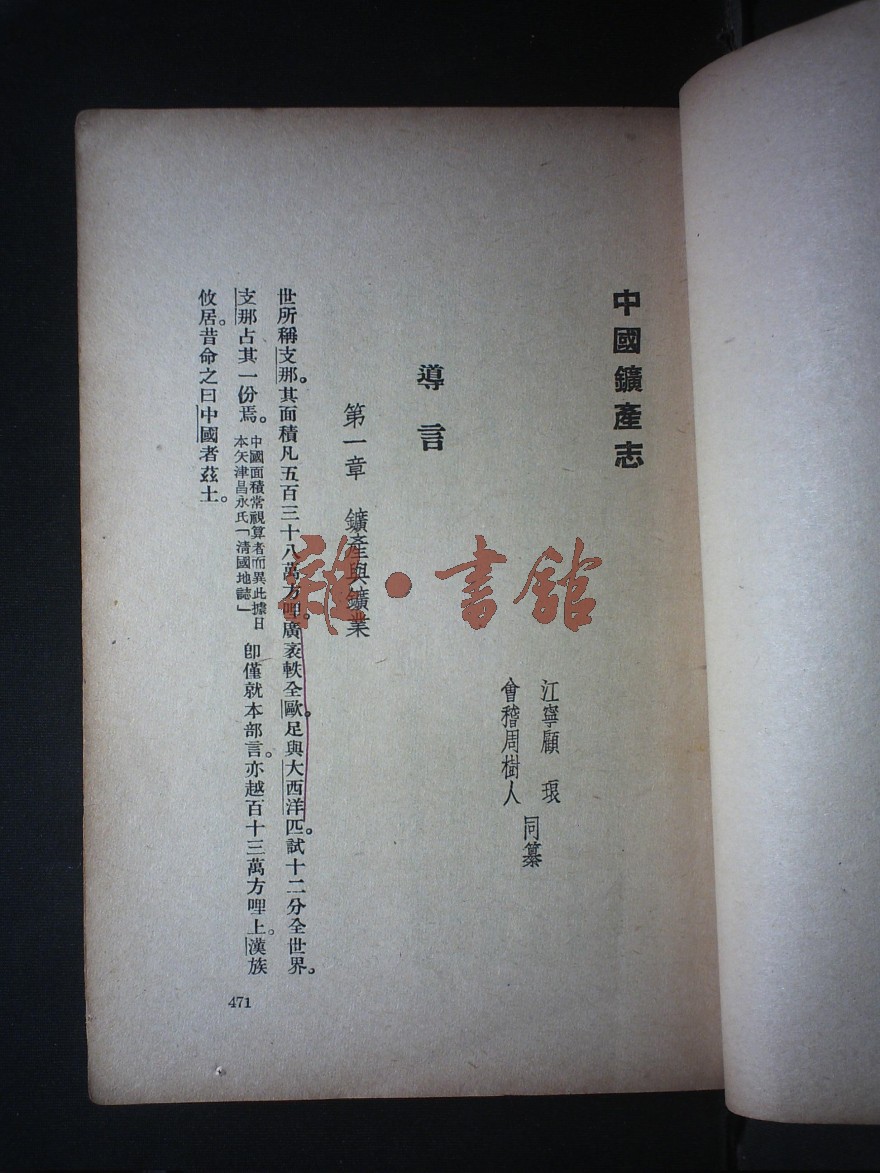 中國鑛產志
江寧顧 琅
會稽周樹人
同纂
導言
第一章 鑛產與鑛業
世所稱支那。其面積凡五百三十八萬方哩。廣袤軼全歐。足與大西洋匹。試十二分全世界。
支那占其一份焉。中國面積常視算者而異此據日本矢津昌永氏「清國地誌」 卽僅就本部言。亦越百十三萬方哩上。漢族
攸居。昔命之曰中國者茲土。
471
雜·書館